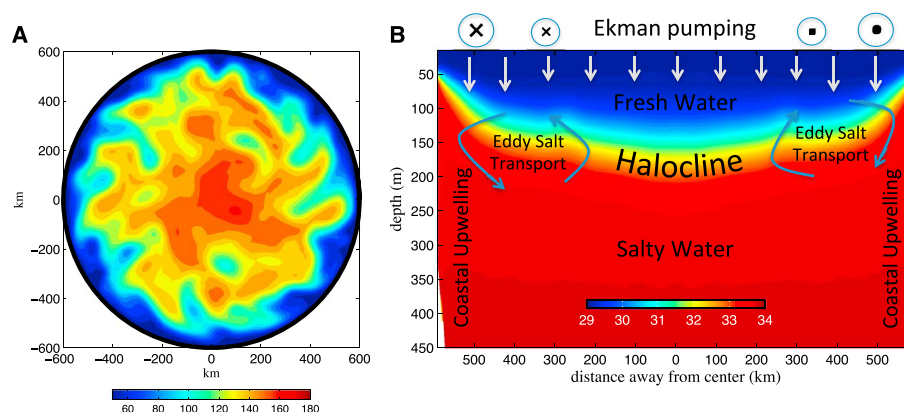 A
600
400
200
0
−200
−400
−600
km
−600 −400 −200 0 200 400 600
km
60 80 100 120 140 160 180
B
Ekman pumping
50
100
150
200
250
300
350
400
450
depth (m)
Fresh Water
Eddy Salt
Transport
Halocline
Eddy Salt
Transport
Salty Water
Coastal Upwelling
Coastal Upwelling
29 30 31 32 33 34
500 400 300 200 100 0 100 200 300 400 500
distance away from center (km)